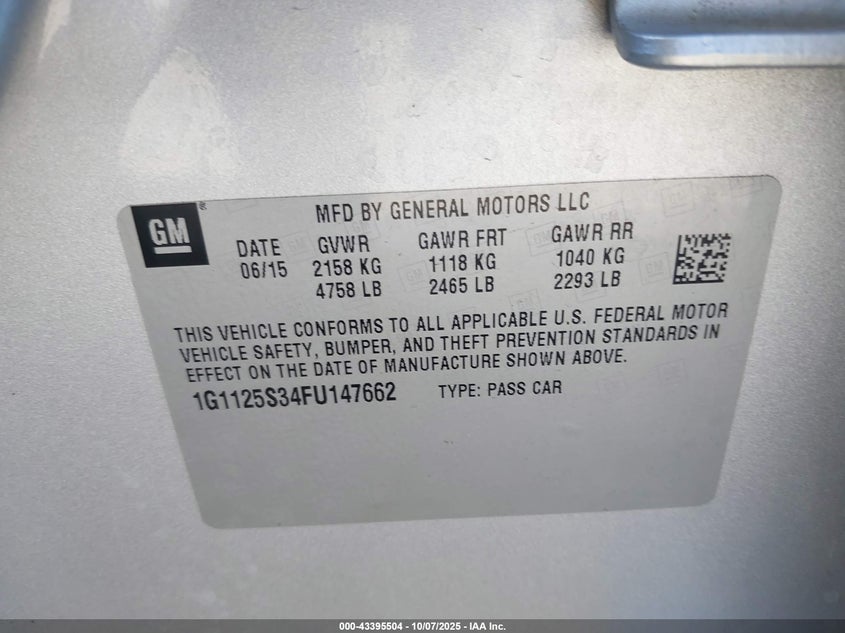 GM
MFD BY GENERAL MOTORS LLC
DATE GVWR GAWR FRT GAWR RR
06/15 2158 KG 1118 KG 1040 KG
4758 LB 2465 LB 2293 LB
THIS VEHICLE CONFORMS TO ALL APPLICABLE U.S. FEDERAL MOTOR
VEHICLE SAFETY, BUMPER, AND THEFT PREVENTION STANDARDS IN
EFFECT ON THE DATE OF MANUFACTURE SHOWN ABOVE.
1G1125S34FU147662 TYPE: PASS CAR
000-43395504 - 10/07/2025 - IAA Inc.